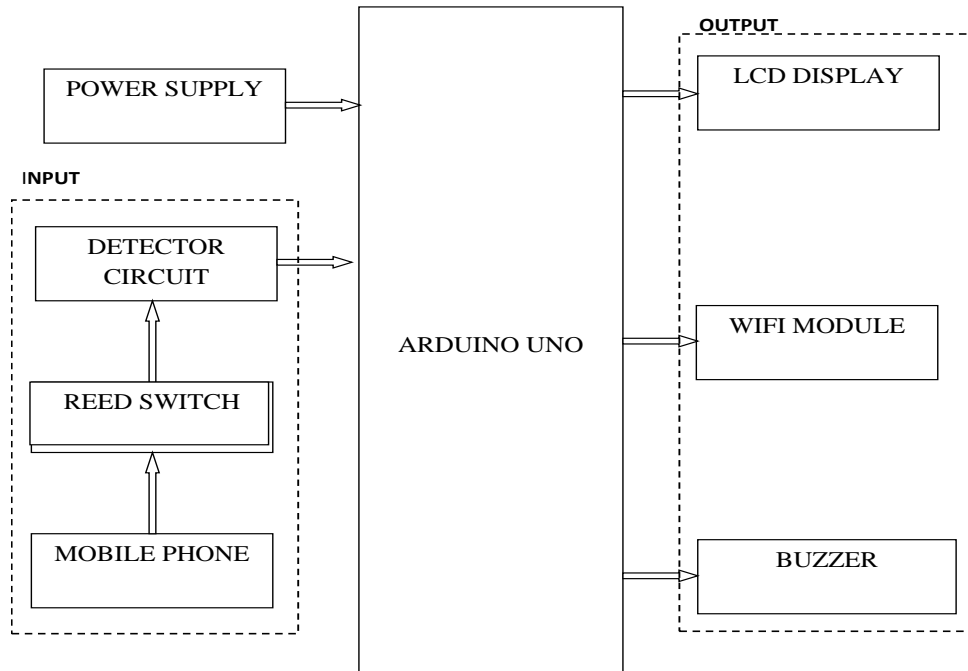 OUTPUT
POWER SUPPLY
LCD DISPLAY
INPUT
DETECTOR
CIRCUIT
WIFI MODULE
ARDUINO UNO
REED SWITCH
MOBILE PHONE
BUZZER